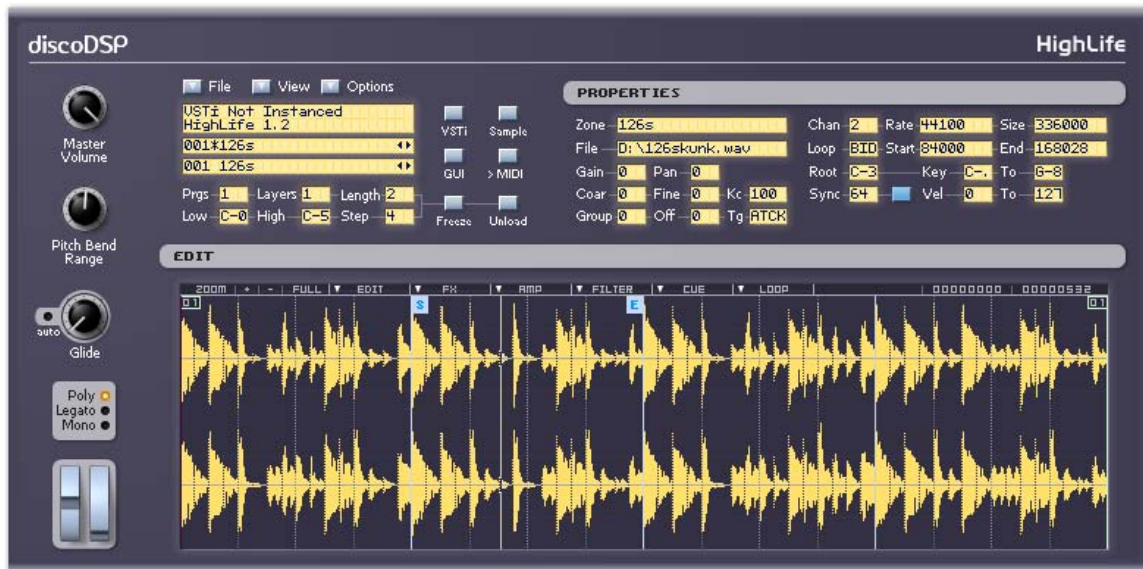 discoDSP HighLife
File View Options
PROPERTIES
VSTi Not Instanced
HighLife 1.2
001*126s
001 126s
VSTi Sample
GUI > MIDI
Freeze Unload
Prgs 1 Layers 1 Length 2
Low C-0 High C-5 Step 4
Zone 126s
File D:\126skunk.wav
Gain 0 Pan 0
Coar 0 Fine 0 Kc 100
Group 0 Off 0 Tg ATCK
Chan 2 Rate 44100 Size 336000
Loop BID Start 84000 End 168028
Root C-3 Key C-. To G-8
Sync 64 Vel 0 To 127
Master
Volume
Pitch Bend
Range
auto
Glide
Poly
Legato
Mono
EDIT
ZOOM | + | - | FULL | EDIT | FX | AMP | FILTER | CUE | LOOP | 00000000 | 00000532
01 S E 01